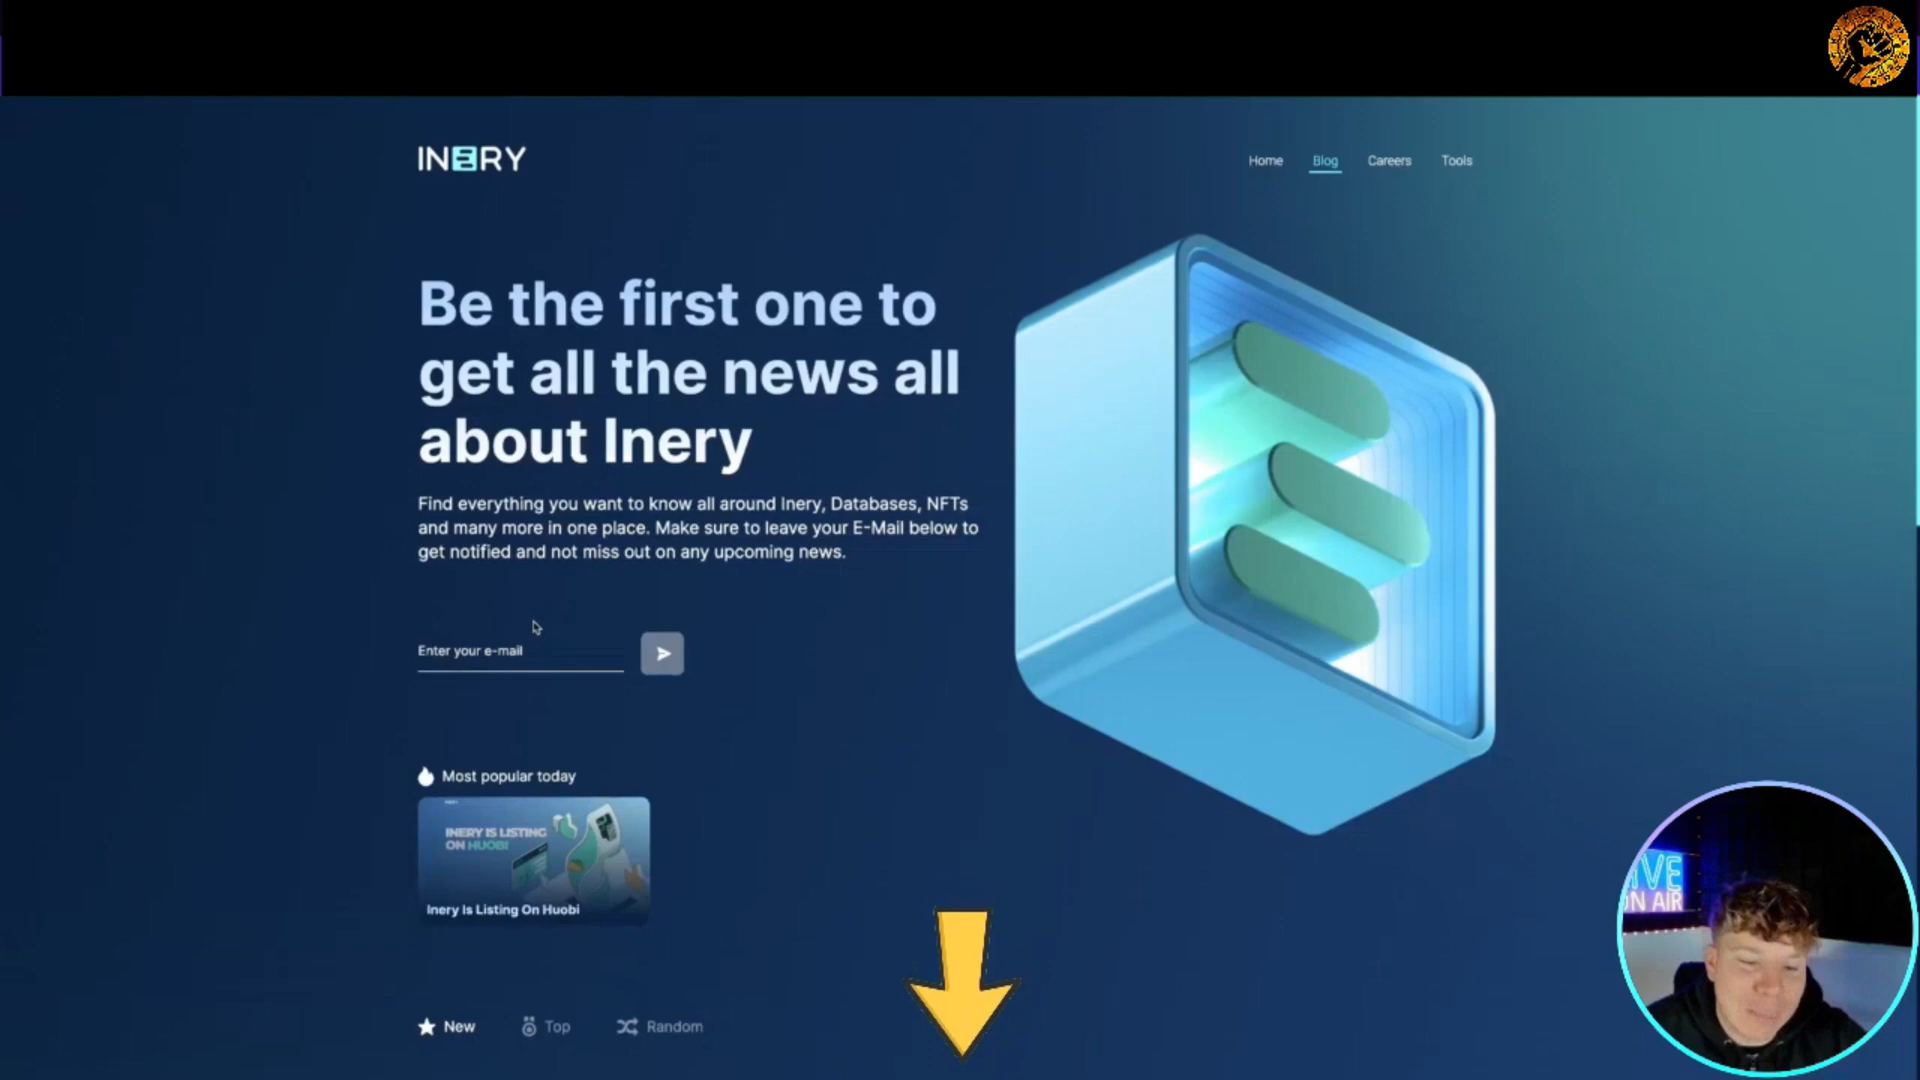 INERY
Home Blog Careers Tools
Be the first one to
get all the news all
about Inery
Find everything you want to know all around Inery, Databases, NFTs
and many more in one place. Make sure to leave your E-Mail below to
get notified and not miss out on any upcoming news.
Enter your e-mail
Most popular today
INERY IS LISTING
ON HUOBI
Inery Is Listing On Huobi
New Top Random
IVE
ON AIR